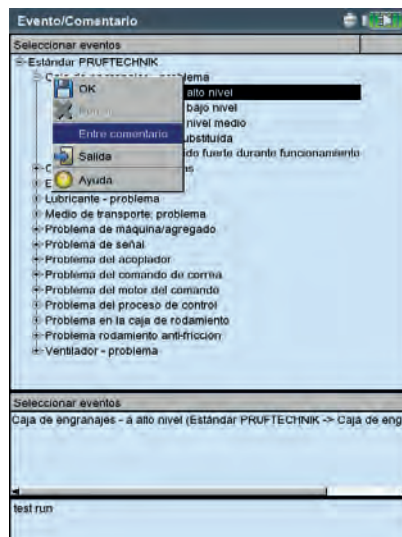 Evento/Comentario
Seleccionar eventos
Estándar PRUFTECHNIK
OK
alto nivel
bajo nivel
Entre comentario
nivel medio
ubstituída
Salida
do fuerte durante funcionamiento
Ayuda
Lubricante - problema
Medio de transporte: problema
Problema de máquina/agregado
Problema de señal
Problema del acoplador
Problema del comando de correa
Problema del motor del comando
Problema del proceso de control
Problema en la caja de rodamiento
Problema rodamiento anti-fricción
Ventilador - problema
Seleccionar eventos
Caja de engranajes - a alto nivel (Estándar PRUFTECHNIK -> Caja de eng
test run